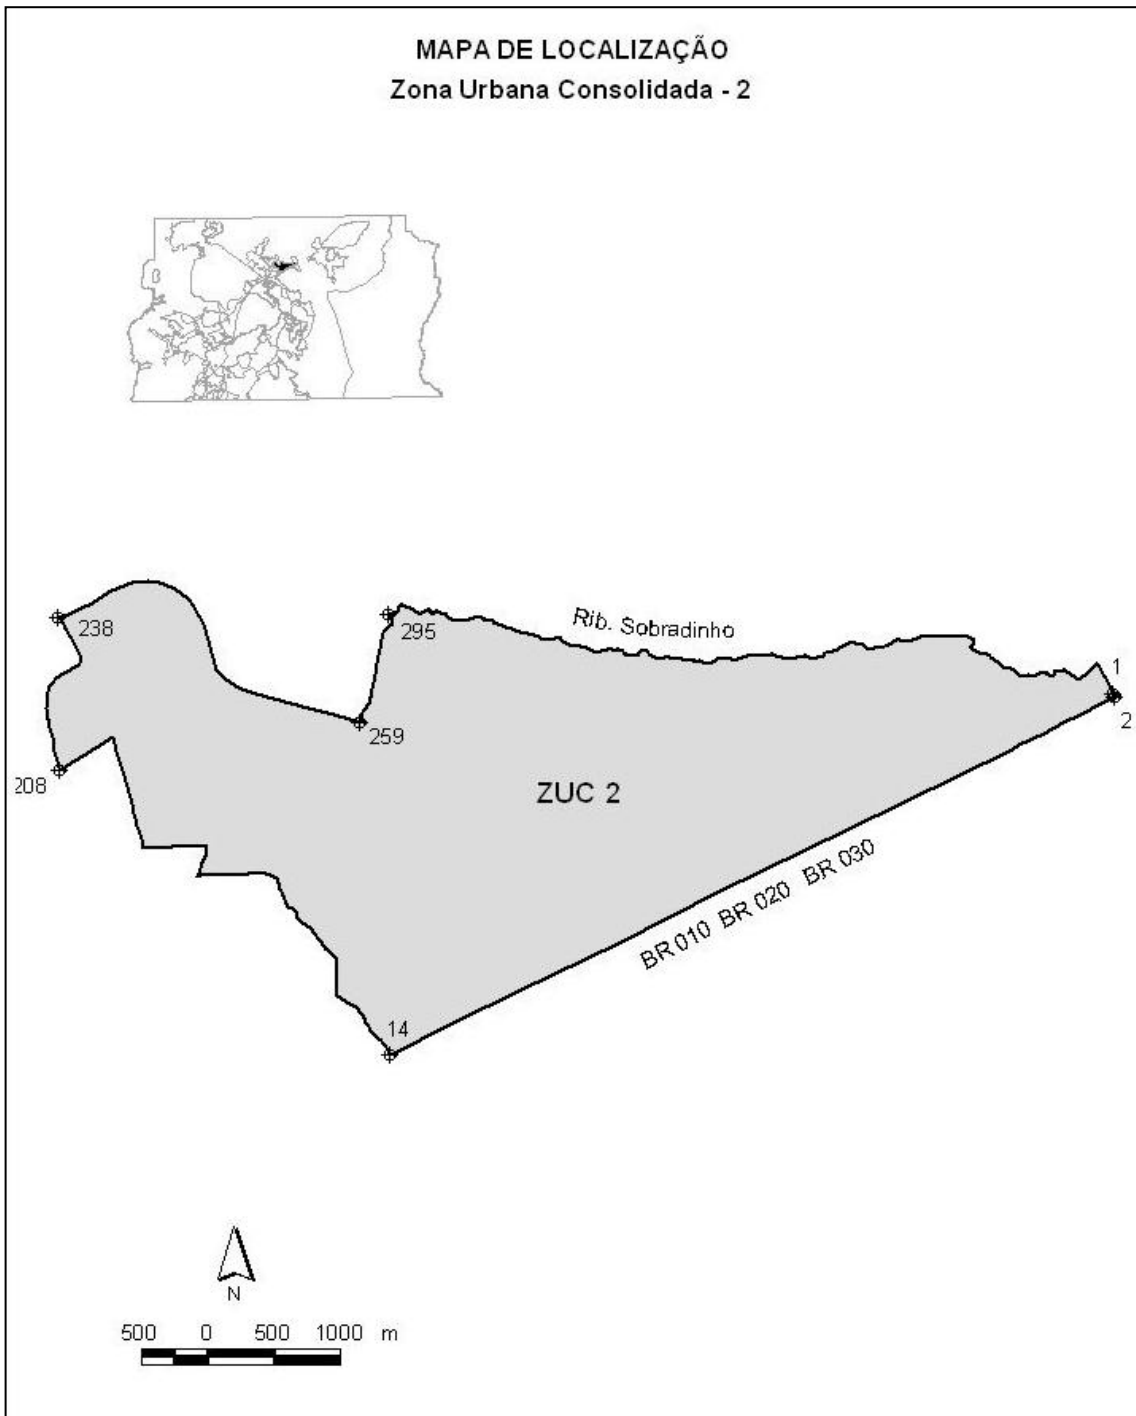 MAPA DE LOCALIZAÇÃO
Zona Urbana Consolidada - 2
238
295
Rib. Sobradinho
1
2
259
208
ZUC 2
BR 010 BR 020 BR 030
14
N
500 0 500 1000 m